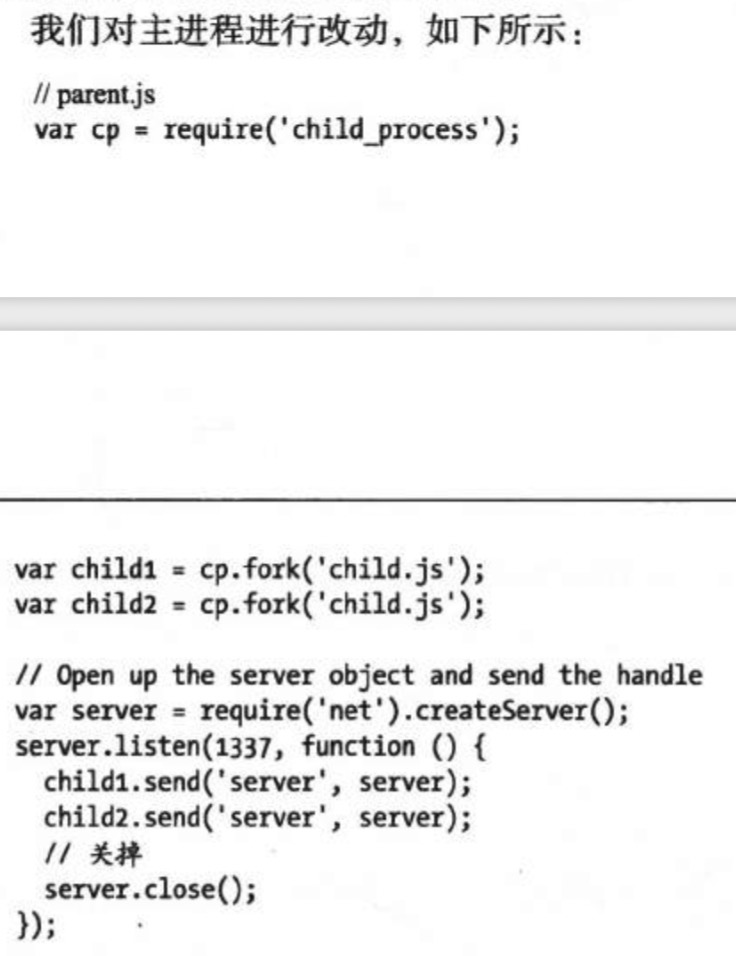 我们对主进程进行改动，如下所示：
// parent.js
var cp = require('child_process');
var child1 = cp.fork('child.js');
var child2 = cp.fork('child.js');
// Open up the server object and send the handle
var server = require('net').createServer();
server.listen(1337, function () {
child1.send('server', server);
child2.send('server', server);
// 关掉
server.close();
});